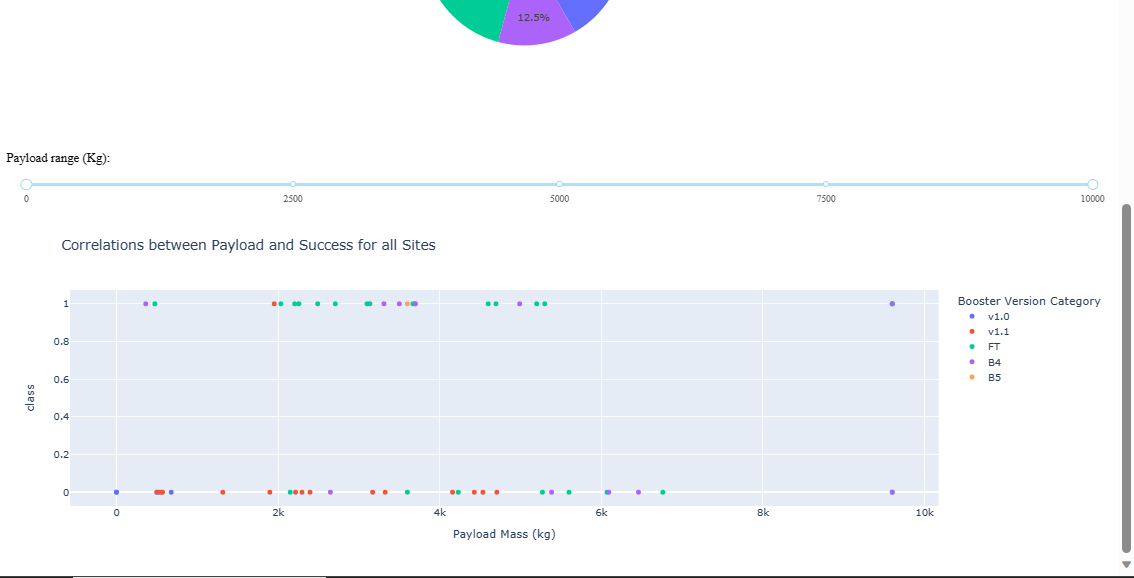 12.5%
Payload range (Kg):
0 2500 5000 7500 10000
Correlations between Payload and Success for all Sites
Booster Version Category
v1.0
v1.1
FT
B4
B5
1
0.8
0.6
0.4
0.2
0
class
0 2k 4k 6k 8k 10k
Payload Mass (kg)